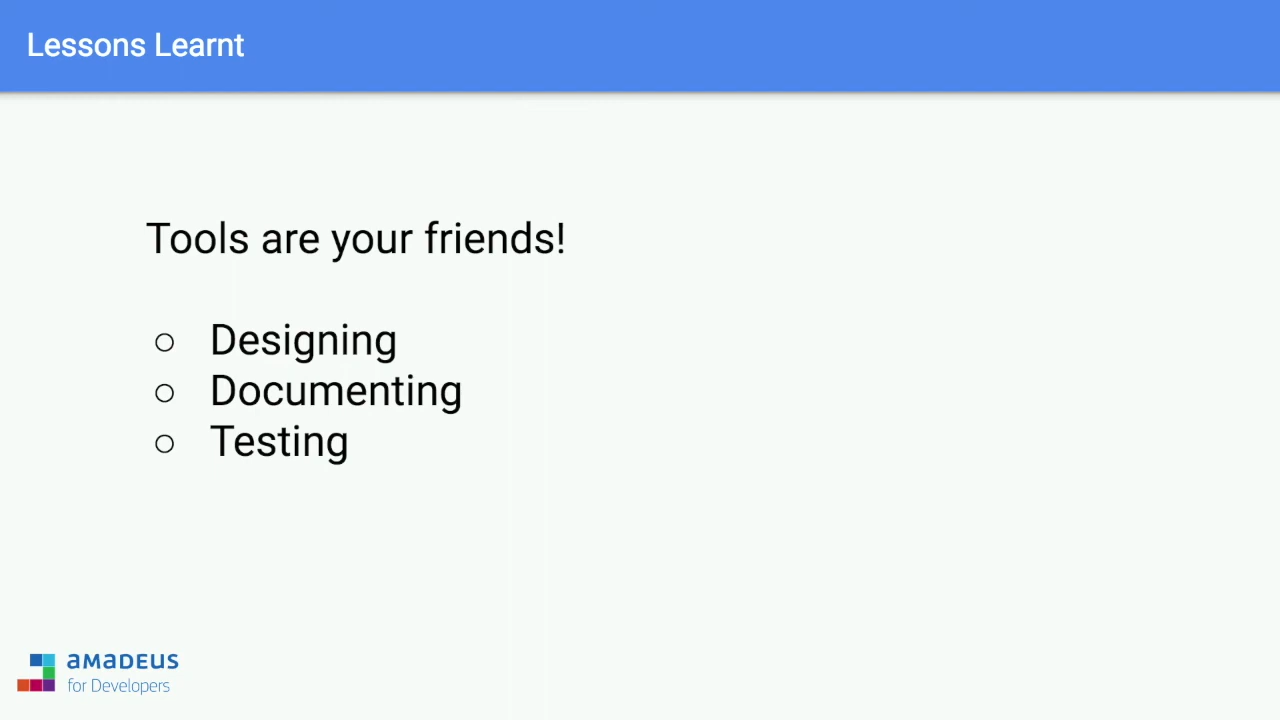 Lessons Learnt
Tools are your friends!
○ Designing
○ Documenting
○ Testing
amadeus
for Developers